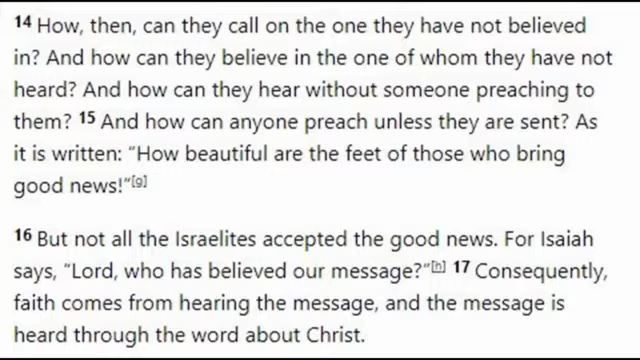 14 How, then, can they call on the one they have not believed
in? And how can they believe in the one of whom they have not
heard? And how can they hear without someone preaching to
them? 15 And how can anyone preach unless they are sent? As
it is written: “How beautiful are the feet of those who bring
good news!”[g]
16 But not all the Israelites accepted the good news. For Isaiah
says, “Lord, who has believed our message?”[h] 17 Consequently,
faith comes from hearing the message, and the message is
heard through the word about Christ.